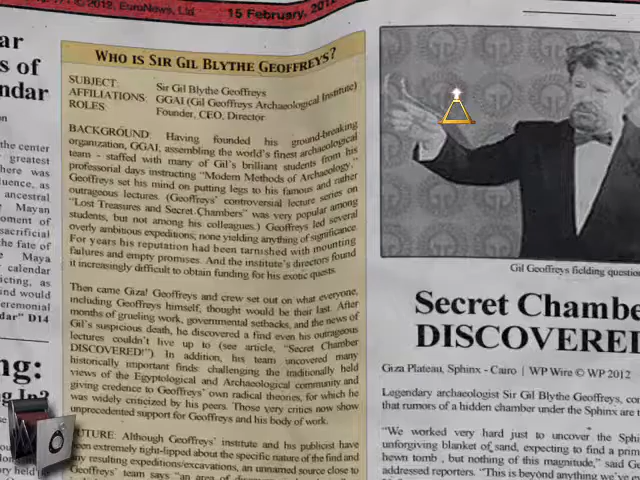 © 2012, EuroNews, Ltd
15 February, 201
ar
s of
ndar
on
the center
greatest
here was
luence, as
ancestral
Mayan
oment of
sacrificial
the fate of
Maya
calendar
icting, as
ind would
eremonial
dar" D14
ng:
g In?
WHO IS SIR GIL BLYTHE GEOFFREYS?
SUBJECT: Sir Gil Blythe Geoffreys
AFFILIATIONS: GGAI (Gil Geoffreys Archaeological Institute)
ROLES: Founder, CEO, Director
BACKGROUND: Having founded his ground-breaking
organization, GGAI, assembling the world's finest archaeological
team - staffed with many of Gil's brilliant students from his
professorial days instructing "Modern Methods of Archaeology,"
Geoffreys set his mind on putting legs to his famous and rather
outrageous lectures. (Geoffreys' controversial lecture series on
"Lost Treasures and Secret Chambers" was very popular among
students, but not among his colleagues.) Geoffreys led several
overly ambitious expeditions; none yielding anything of significance.
For years his reputation had been tarnished with mounting
failures and empty promises. And the institute's directors found
it increasingly difficult to obtain funding for his exotic quests.
Then came Giza! Geoffreys and crew set out on what everyone,
including Geoffreys himself, thought would be their last. After
months of grueling work, governmental setbacks, and the news of
Gil's suspicious death, he discovered a find even his outrageous
lectures couldn't live up to (see article, "Secret Chamber
DISCOVERED!") In addition, his team uncovered many
historically important finds; challenging the traditionally held
views of the Egyptological and Archaeological community and
giving credence to Geoffreys' own radical theories, for which he
was widely criticized by his peers. Those very critics now show
unprecedented support for Geoffreys and his body of work.
FUTURE: Although Geoffreys' institute and his publicist have
been extremely tight-lipped about the specific nature of the find and
any resulting expeditions/excavations, an unnamed source close to
Geoffreys' team says "an area of
Gil Geoffreys fielding question
Secret Chambe
DISCOVERED
Giza Plateau, Sphinx - Cairo | WP Wire © WP 2012
Legendary archaeologist Sir Gil Blythe Geoffreys, con
that rumors of a hidden chamber under the Sphinx are t
"We worked very hard just to uncover the Sphi
unforgiving blanket of sand, expecting to find a prim
hewn tomb, but nothing of this magnitude," said Ge
addressed reporters. "This is beyond anything we've